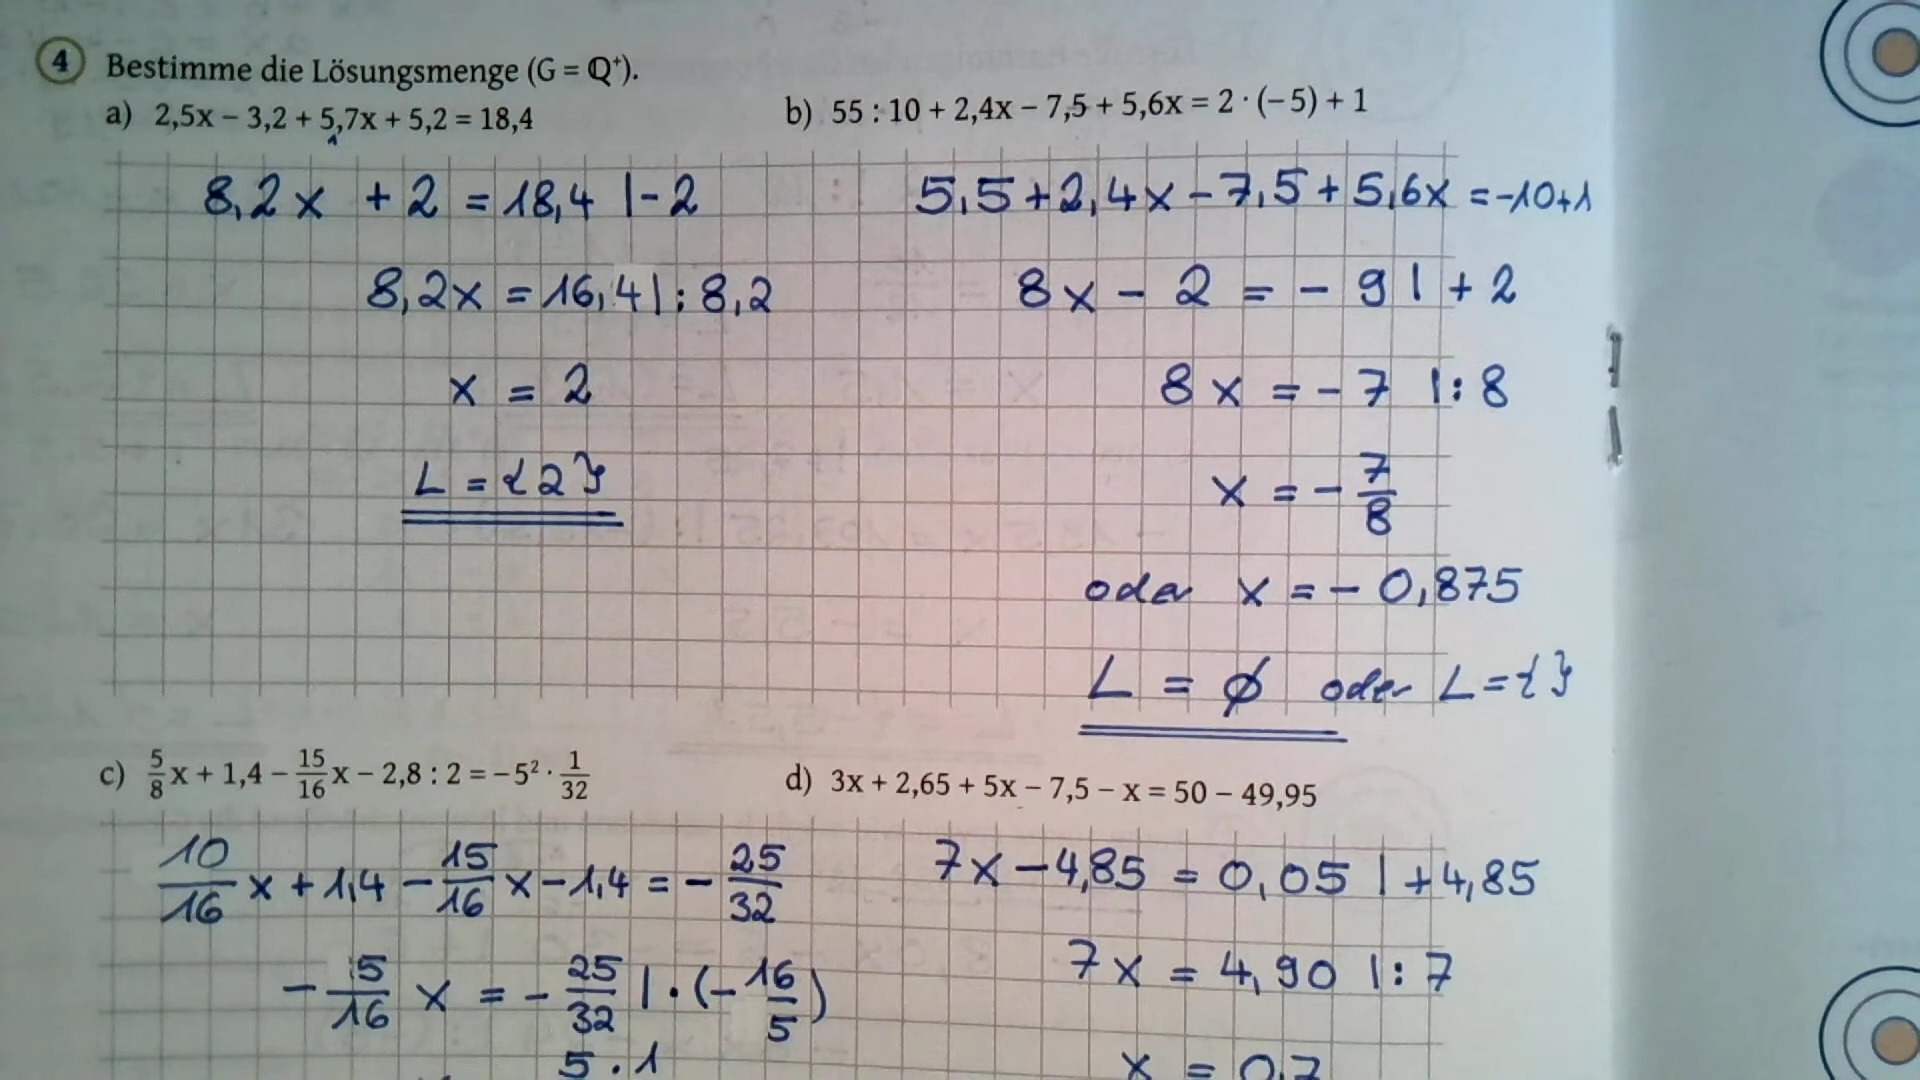 4 Bestimme die Lösungsmenge (G = Q⁺).
a) 2,5x – 3,2 + 5,7x + 5,2 = 18,4
8,2x + 2 = 18,4 |-2
8,2x = 16,4 |: 8,2
x = 2
L = {2}
b) 55 : 10 + 2,4x – 7,5 + 5,6x = 2 · (– 5) + 1
5,5 + 2,4x – 7,5 + 5,6x = -10+1
8x – 2 = – 9 | + 2
8x = – 7 |: 8
x = – 7/8
oder x = – 0,875
L = ∅ oder L = { }
c) 5/8 x + 1,4 – 15/16 x – 2,8 : 2 = – 5² · 1/32
10/16 x + 1,4 – 15/16 x – 1,4 = – 25/32
– 5/16 x = – 25/32 | · (– 16/5)
5 · 1
d) 3x + 2,65 + 5x – 7,5 – x = 50 – 49,95
7x – 4,85 = 0,05 | + 4,85
7x = 4,90 |: 7
x = 0,7